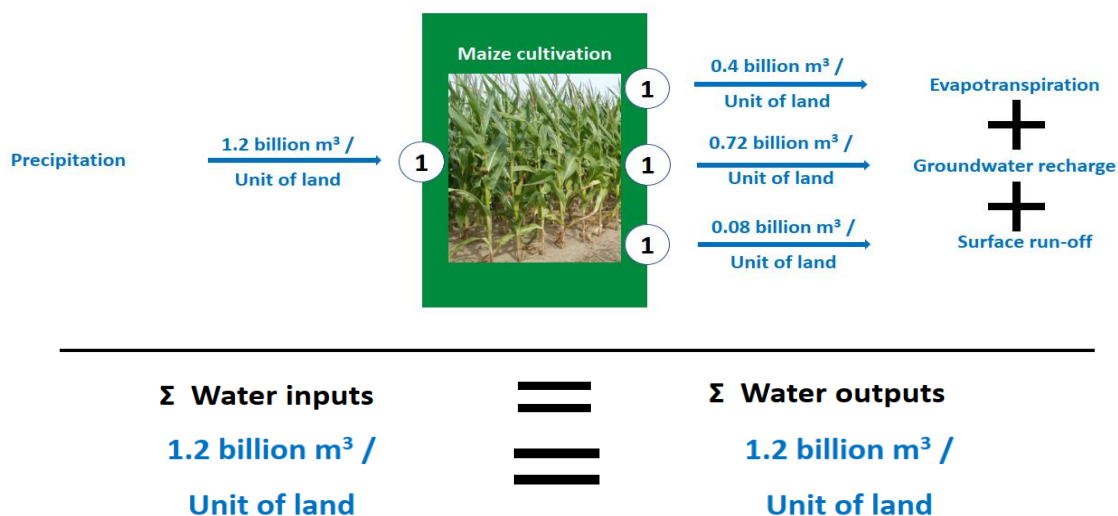 Maize cultivation
Precipitation
1.2 billion m³ /
Unit of land
1
1
0.4 billion m³ /
Unit of land
Evapotranspiration
+
1
0.72 billion m³ /
Unit of land
Groundwater recharge
+
1
0.08 billion m³ /
Unit of land
Surface run-off
Σ Water inputs = Σ Water outputs
1.2 billion m³ / = 1.2 billion m³ /
Unit of land Unit of land